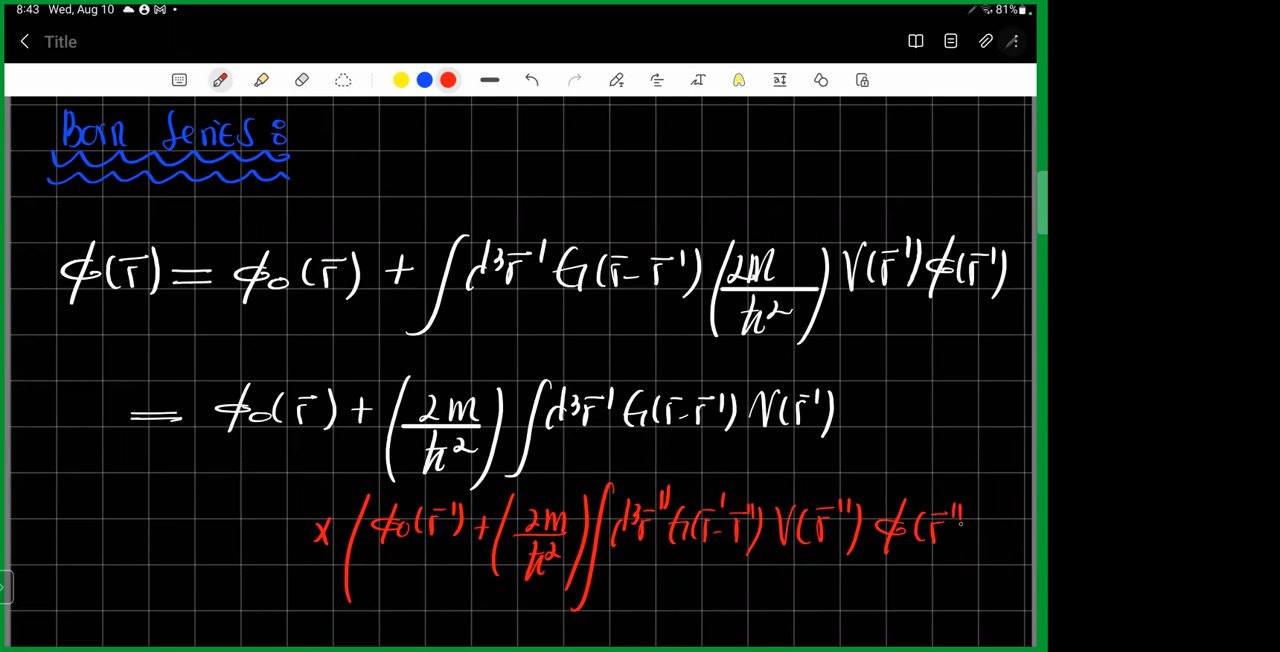 8:43 Wed, Aug 10 81%
Title
Born Series:
ϕ(r̄) = ϕ₀(r̄) + ∫d³r̄' G(r̄-r̄') (2m/ħ²) V(r̄') ϕ(r̄')
= ϕ₀(r̄) + (2m/ħ²) ∫d³r̄' G(r̄-r̄') V(r̄')
x (ϕ₀(r̄') + (2m/ħ²) ∫d³r̄'' G(r̄'-r̄'') V(r̄'') ϕ(r̄''